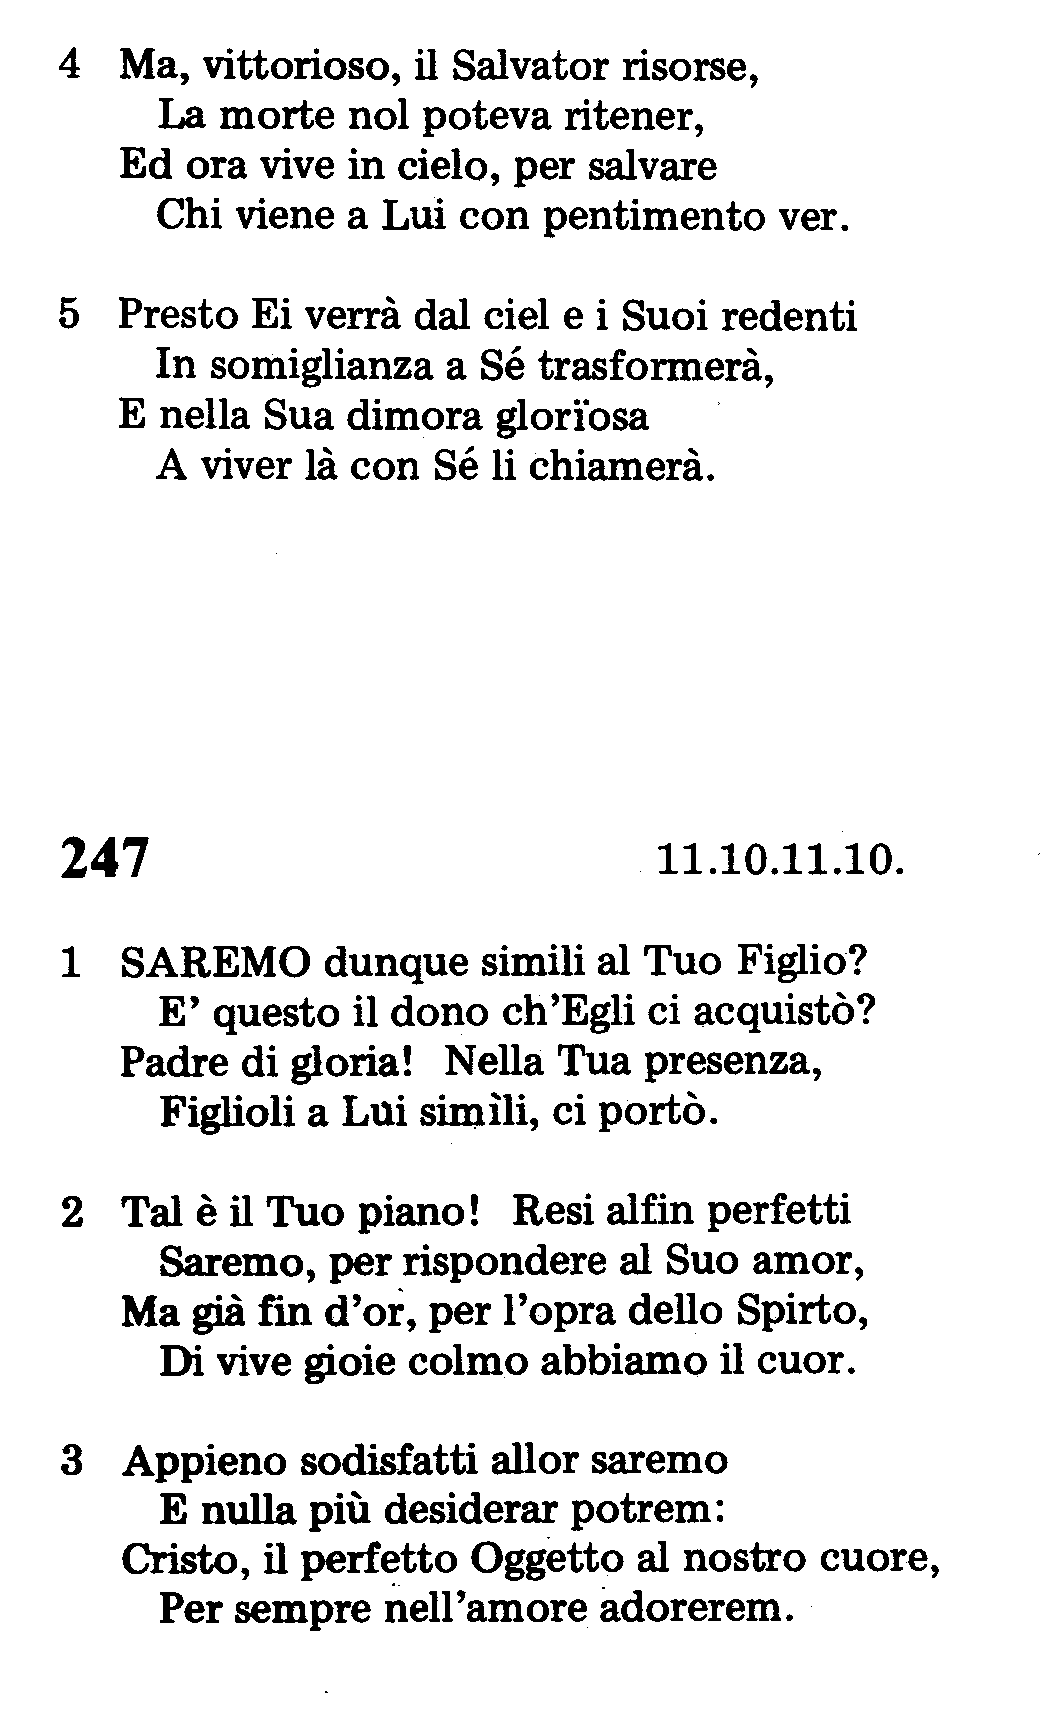 4 Ma, vittorioso, il Salvator risorse,
La morte nol poteva ritener,
Ed ora vive in cielo, per salvare
Chi viene a Lui con pentimento ver.
5 Presto Ei verrà dal ciel e i Suoi redenti
In somiglianza a Sé trasformerà,
E nella Sua dimora glorïosa
A viver là con Sé li chiamerà.
247 11.10.11.10.
1 SAREMO dunque simili al Tuo Figlio?
E' questo il dono ch'Egli ci acquistò?
Padre di gloria! Nella Tua presenza,
Figlioli a Lui simìli, ci portò.
2 Tal è il Tuo piano! Resi alfin perfetti
Saremo, per rispondere al Suo amor,
Ma già fin d'or, per l'opra dello Spirto,
Di vive gioie colmo abbiamo il cuor.
3 Appieno sodisfatti allor saremo
E nulla più desiderar potrem:
Cristo, il perfetto Oggetto al nostro cuore,
Per sempre nell'amore adorerem.